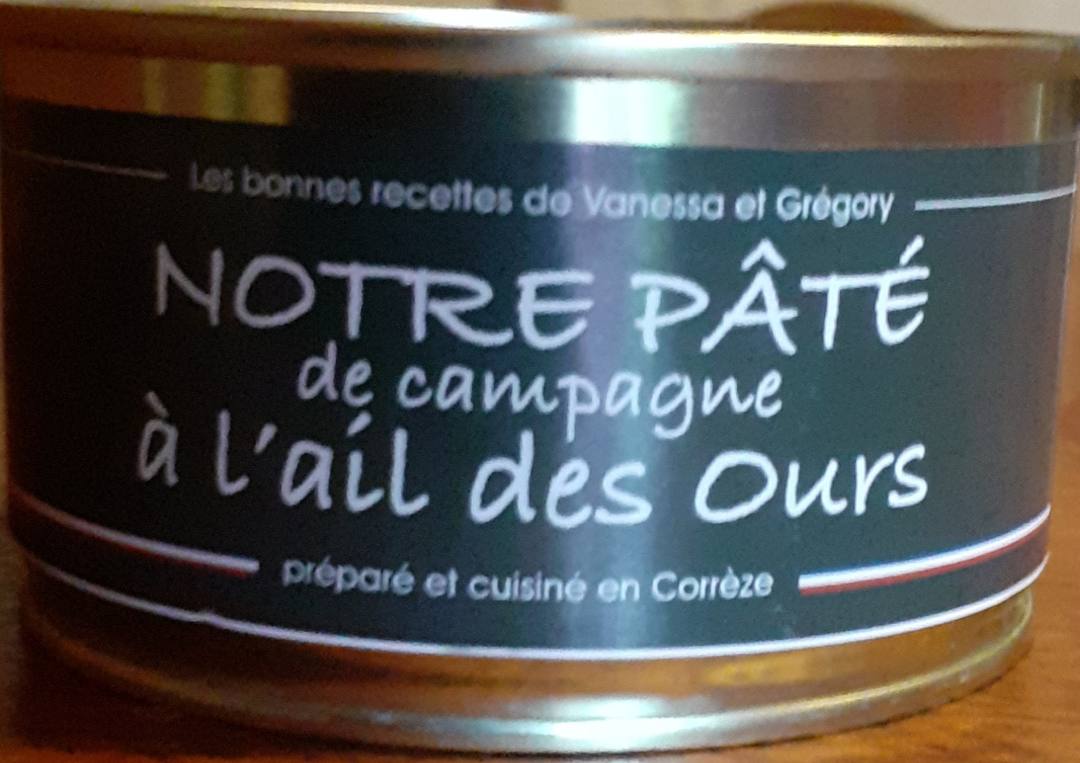 Les bonnes recettes de Vanessa et Grégory
NOTRE PÂTÉ
de campagne
à l'ail des ours
préparé et cuisiné en Corrèze